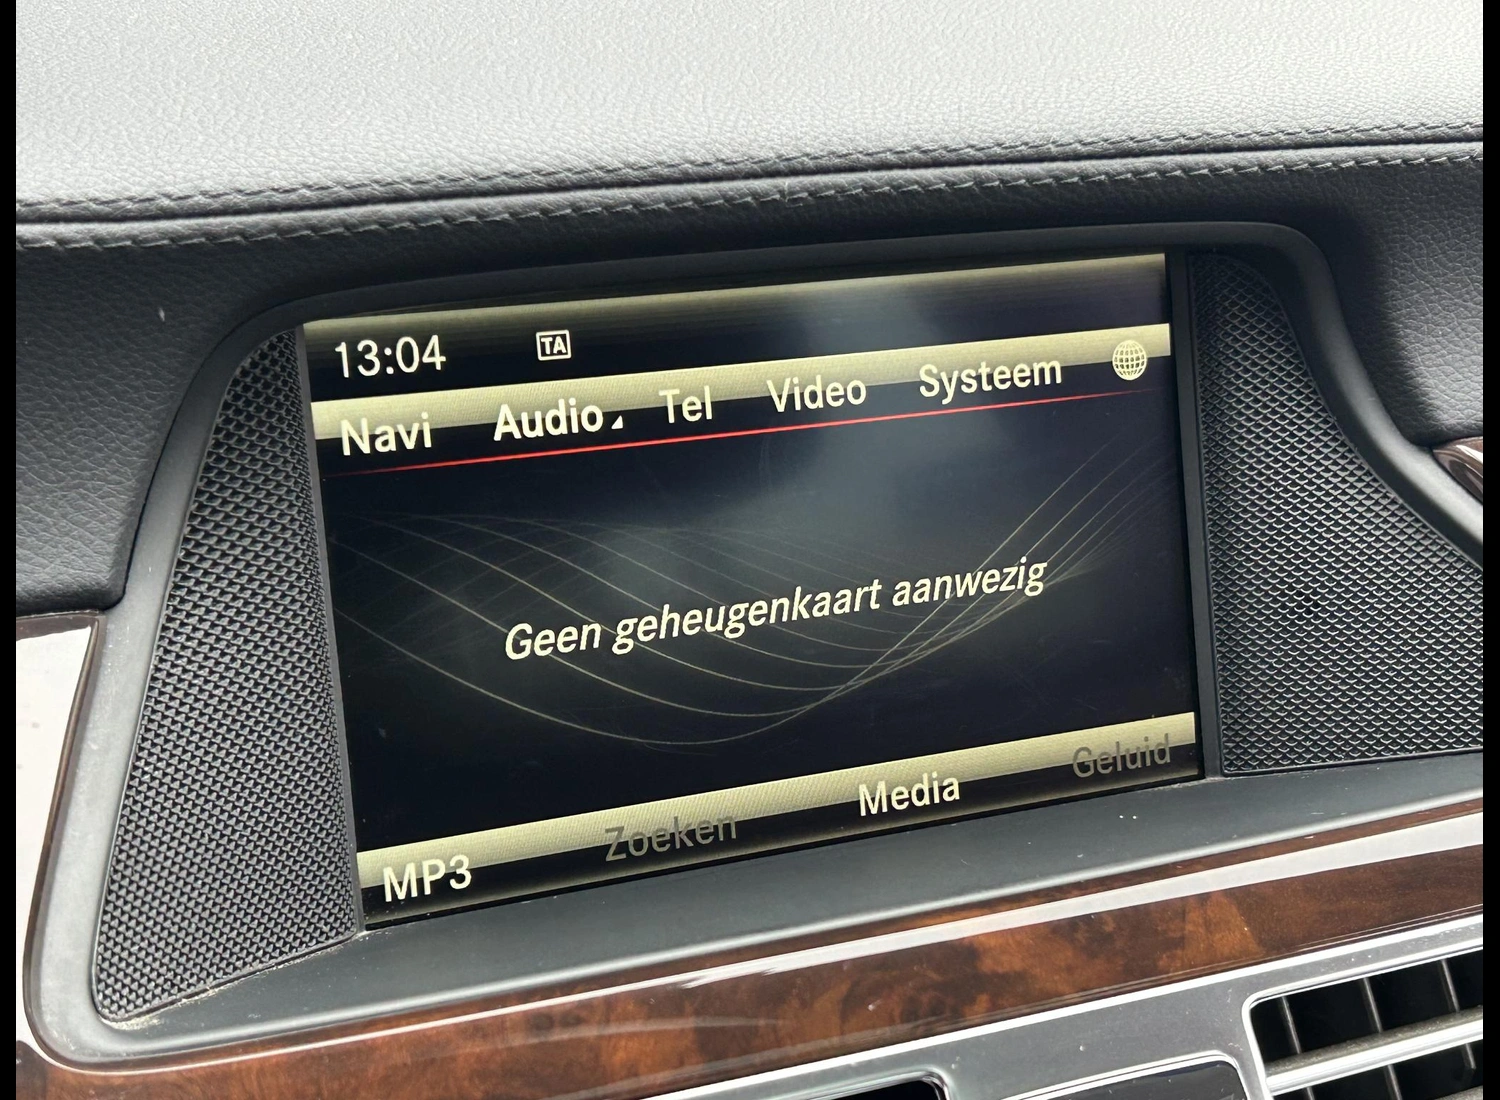 13:04 TA
Navi Audio Tel Video Systeem
Geen geheugenkaart aanwezig
MP3 Zoeken Media Geluid